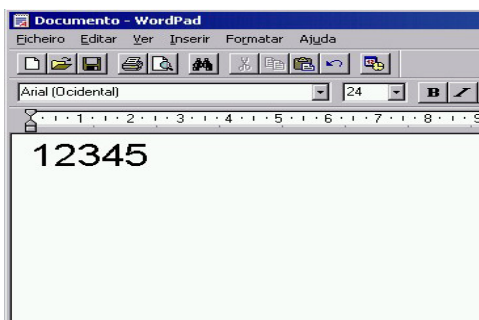 Documento - WordPad
Ficheiro Editar Ver Inserir Formatar Ajuda
Arial (Ocidental) 24 B I
1 2 3 4 5 6 7 8 9
12345